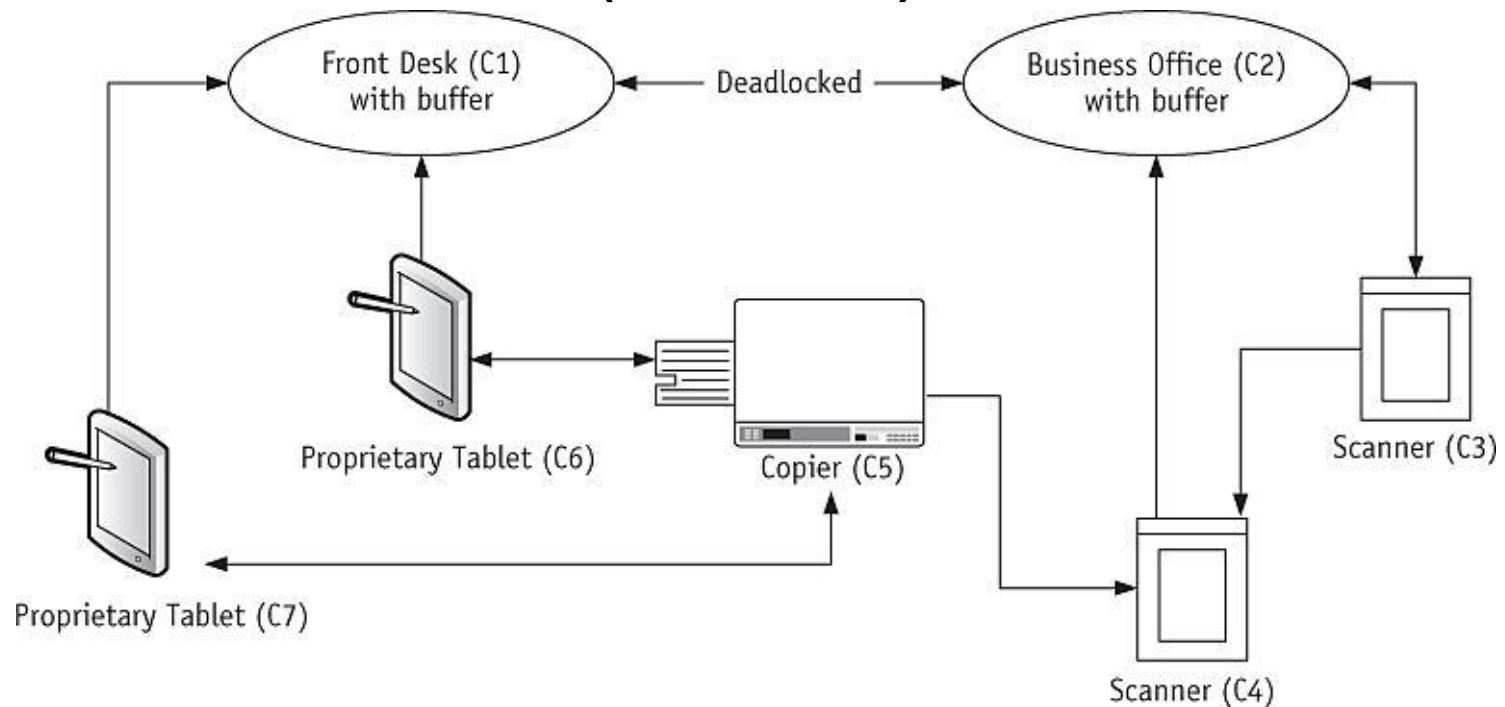 Front Desk (C1)
with buffer
Deadlocked
Business Office (C2)
with buffer
Proprietary Tablet (C6)
Copier (C5)
Scanner (C3)
Proprietary Tablet (C7)
Scanner (C4)